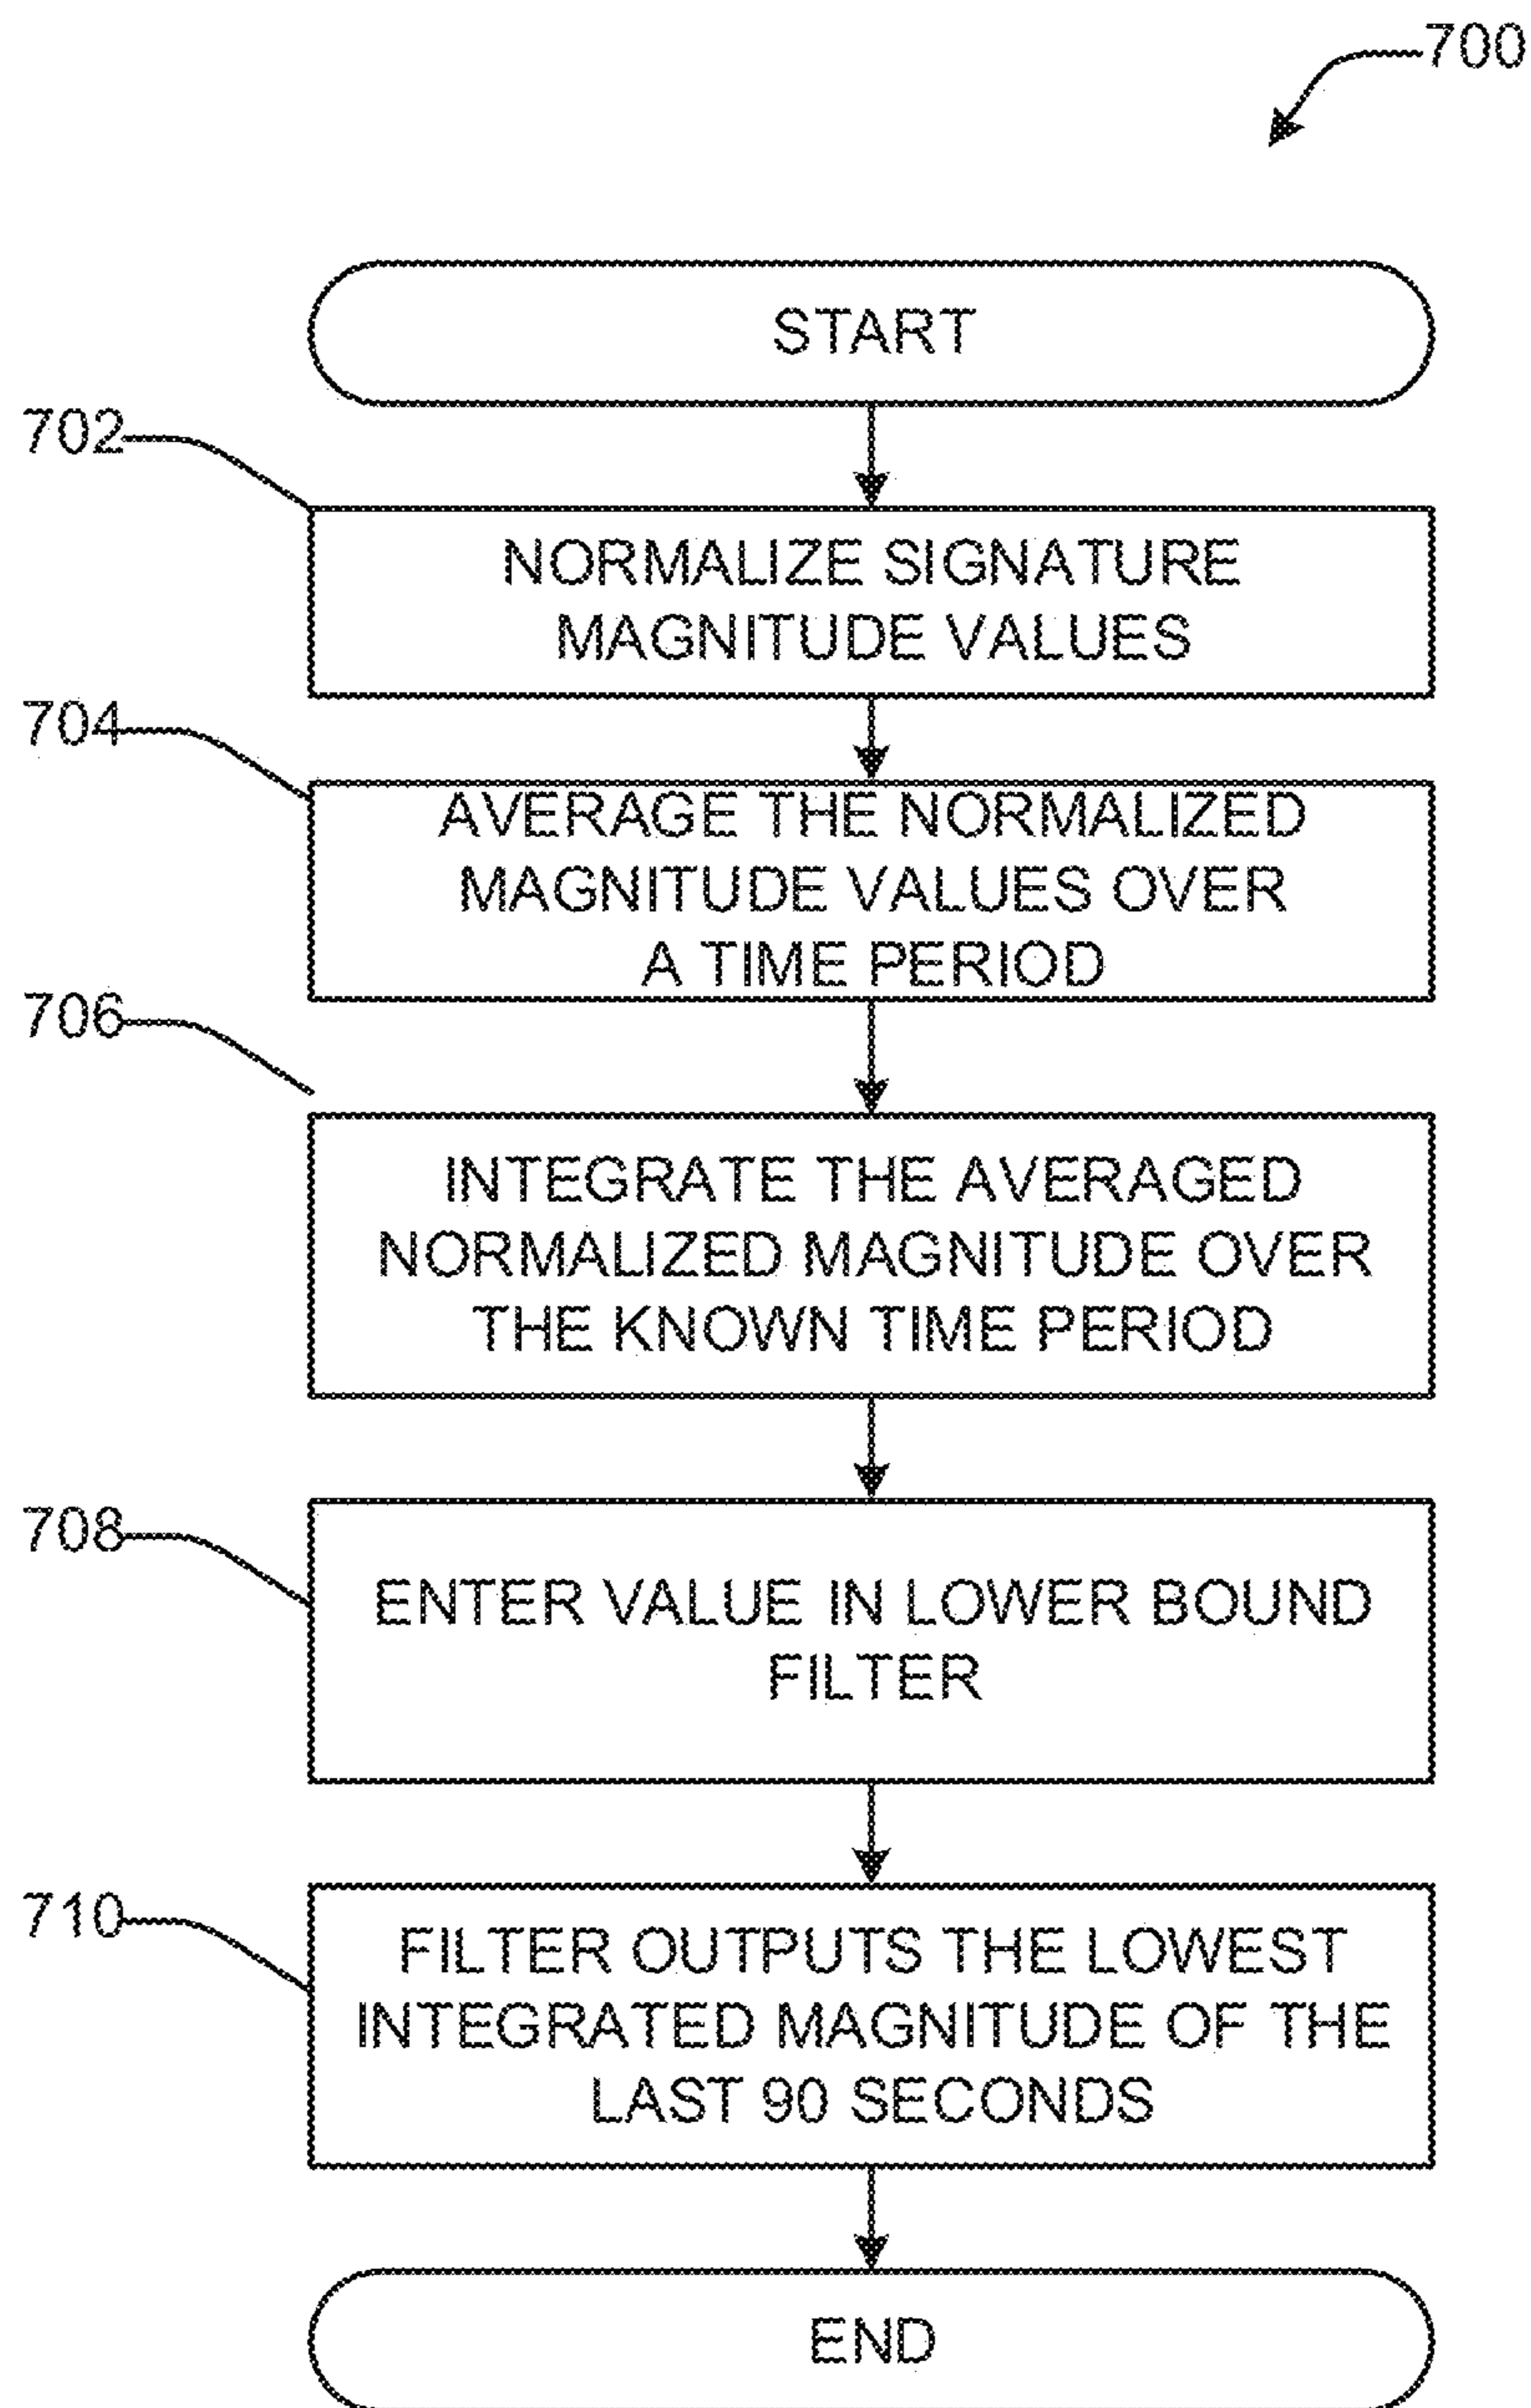 700
START
702
NORMALIZE SIGNATURE
MAGNITUDE VALUES
704
AVERAGE THE NORMALIZED
MAGNITUDE VALUES OVER
A TIME PERIOD
706
INTEGRATE THE AVERAGED
NORMALIZED MAGNITUDE OVER
THE KNOWN TIME PERIOD
708
ENTER VALUE IN LOWER BOUND
FILTER
710
FILTER OUTPUTS THE LOWEST
INTEGRATED MAGNITUDE OF THE
LAST 90 SECONDS
END